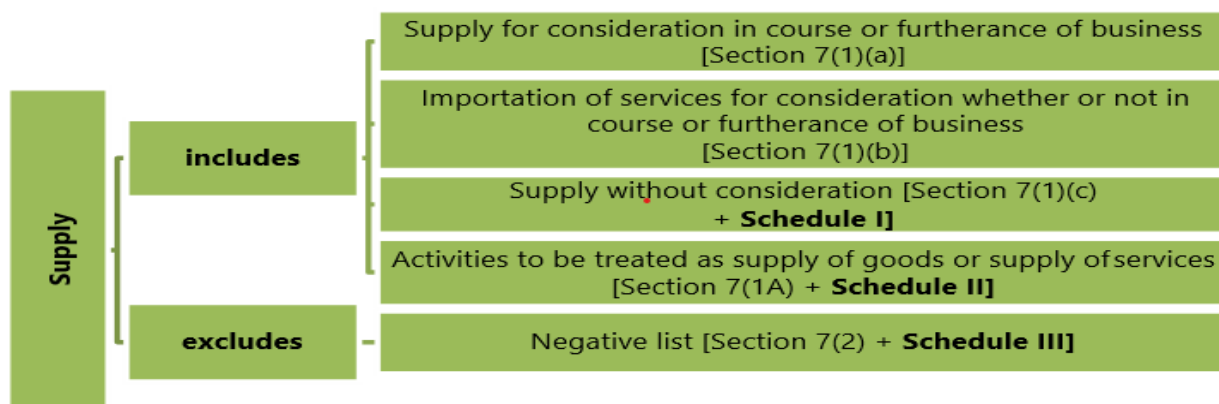 Supply
includes
Supply for consideration in course or furtherance of business
[Section 7(1)(a)]
Importation of services for consideration whether or not in
course or furtherance of business
[Section 7(1)(b)]
Supply without consideration [Section 7(1)(c)
+ Schedule I]
Activities to be treated as supply of goods or supply of services
[Section 7(1A) + Schedule II]
excludes
Negative list [Section 7(2) + Schedule III]